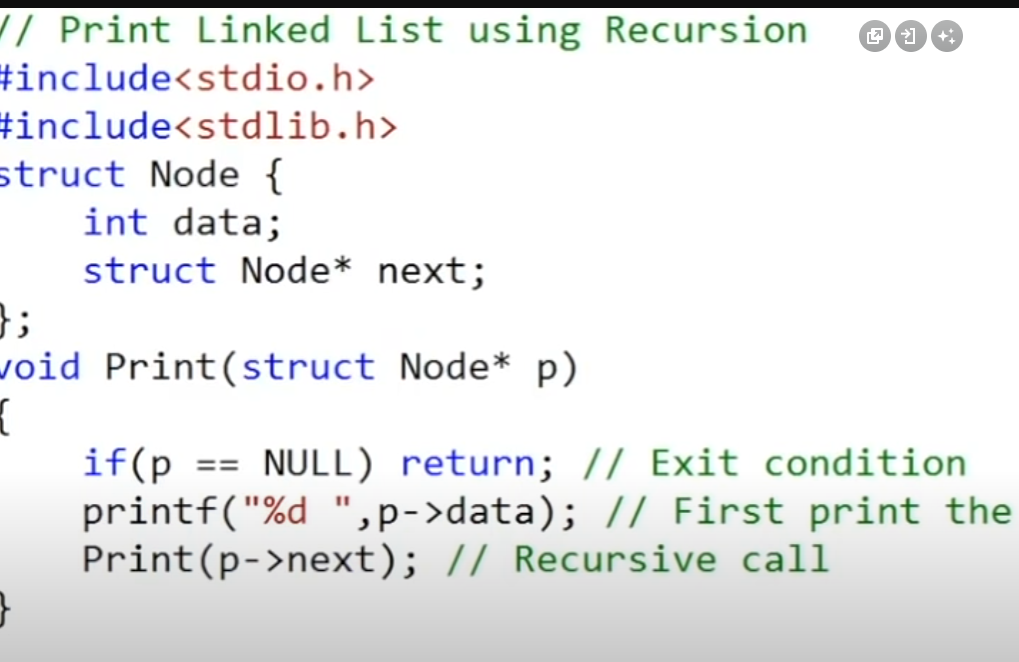 // Print Linked List using Recursion
#include<stdio.h>
#include<stdlib.h>
struct Node {
    int data;
    struct Node* next;
};
void Print(struct Node* p)
{
    if(p == NULL) return; // Exit condition
    printf("%d ",p->data); // First print the
    Print(p->next); // Recursive call
}